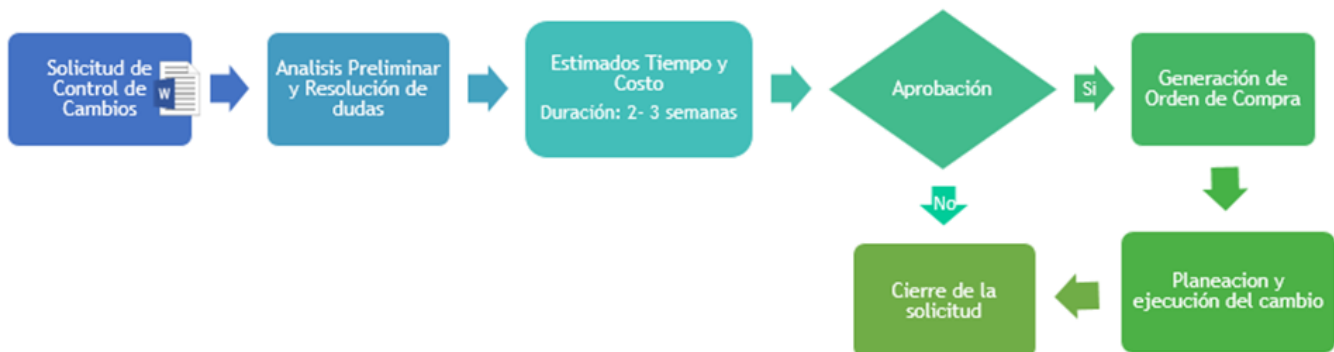 Solicitud de
Control de
Cambios
W
Analisis Preliminar
y Resolución de
dudas
Estimados Tiempo y
Costo
Duración: 2- 3 semanas
Aprobación
Si
Generación de
Orden de Compra
No
Cierre de la
solicitud
Planeacion y
ejecución del cambio